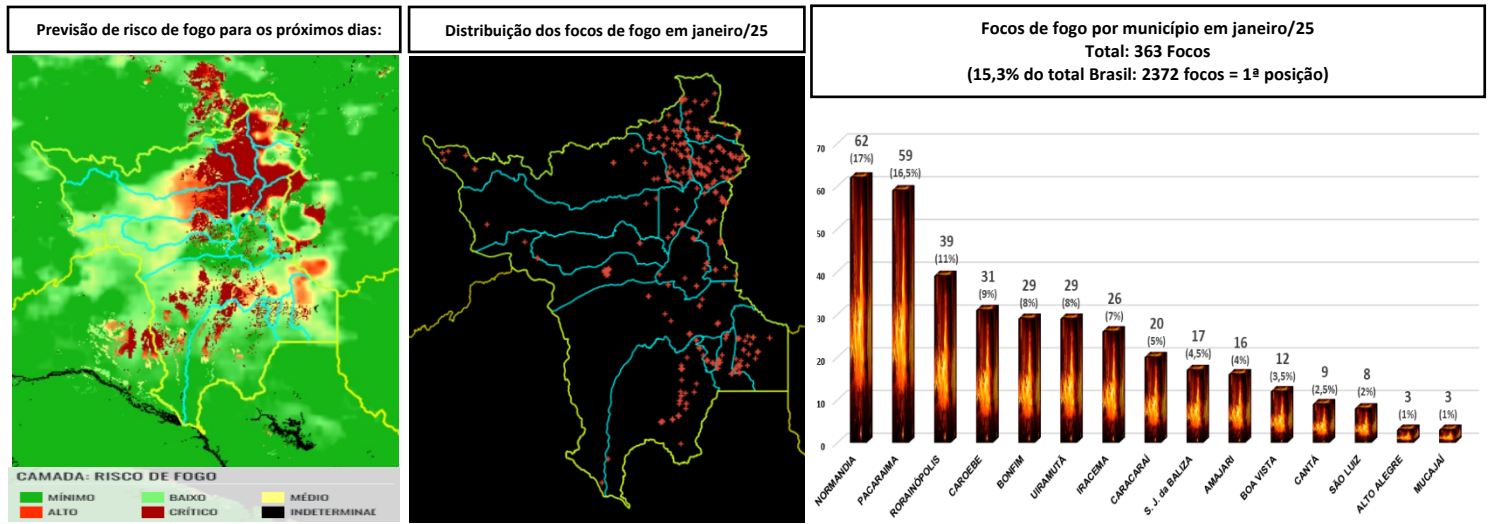 Previsão de risco de fogo para os próximos dias:
CAMADA: RISCO DE FOGO
MÍNIMO
BAIXO
MÉDIO
ALTO
CRÍTICO
INDETERMINAD
Distribuição dos focos de fogo em janeiro/25
Focos de fogo por município em janeiro/25
Total: 363 Focos
(15,3% do total Brasil: 2372 focos = 1ª posição)
70
60
50
40
30
20
10
0
62
(17%)
59
(16,5%)
39
(11%)
31
(9%)
29
(8%)
29
(8%)
26
(7%)
20
(5%)
17
(4,5%)
16
(4%)
12
(3,5%)
9
(2,5%)
8
(2%)
3
(1%)
3
(1%)
NORMANDIA
PACARAIMA
RORAINÓPOLIS
CAROEBE
BONFIM
UIRAMUTÃ
IRACEMA
CARACARAÍ
S. J. da BALIZA
AMAJARI
BOA VISTA
CANTÁ
SÃO LUIZ
ALTO ALEGRE
MUCAJAÍ